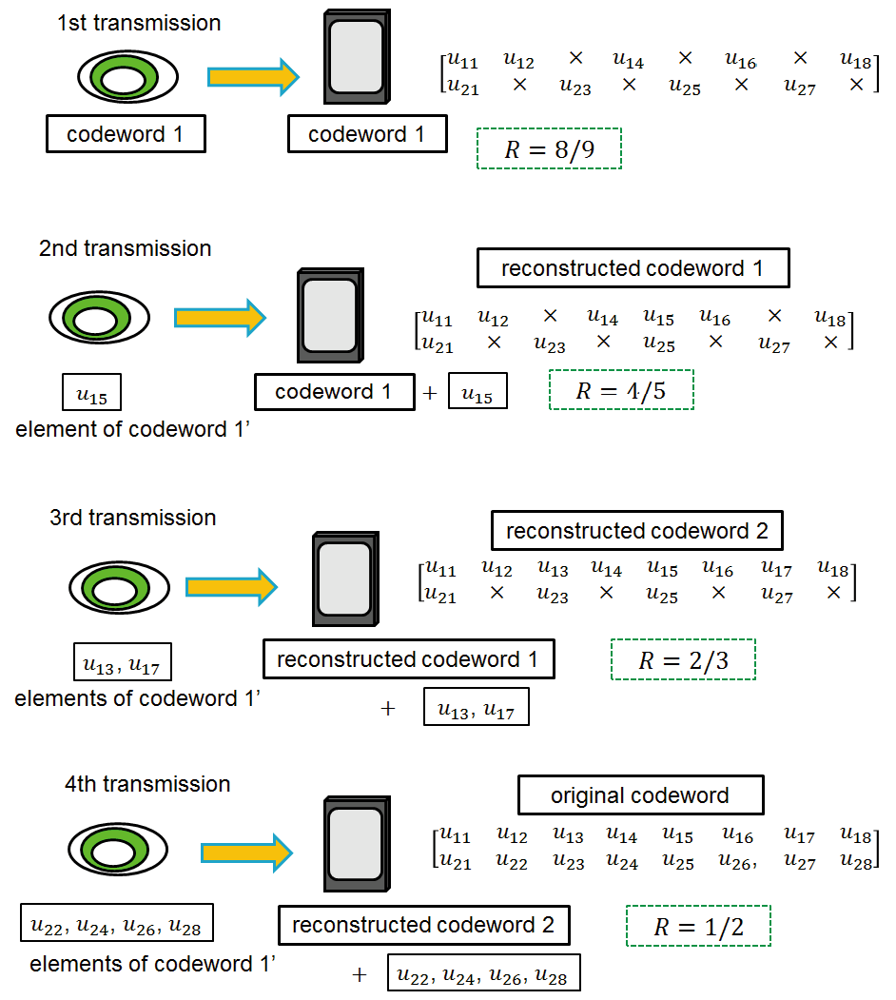 1st transmission
codeword 1
codeword 1
u₁₁ u₁₂ × u₁₄ × u₁₆ × u₁₈
u₂₁ × u₂₃ × u₂₅ × u₂₇ ×
R = 8/9
2nd transmission
reconstructed codeword 1
u₁₁ u₁₂ × u₁₄ u₁₅ u₁₆ × u₁₈
u₂₁ × u₂₃ × u₂₅ × u₂₇ ×
u₁₅
element of codeword 1’
codeword 1 + u₁₅
R = 4/5
3rd transmission
reconstructed codeword 2
u₁₁ u₁₂ u₁₃ u₁₄ u₁₅ u₁₆ u₁₇ u₁₈
u₂₁ × u₂₃ × u₂₅ × u₂₇ ×
u₁₃, u₁₇
elements of codeword 1’
reconstructed codeword 1
+ u₁₃, u₁₇
R = 2/3
4th transmission
original codeword
u₁₁ u₁₂ u₁₃ u₁₄ u₁₅ u₁₆ u₁₇ u₁₈
u₂₁ u₂₂ u₂₃ u₂₄ u₂₅ u₂₆, u₂₇ u₂₈
u₂₂, u₂₄, u₂₆, u₂₈
elements of codeword 1’
reconstructed codeword 2
+ u₂₂, u₂₄, u₂₆, u₂₈
R = 1/2